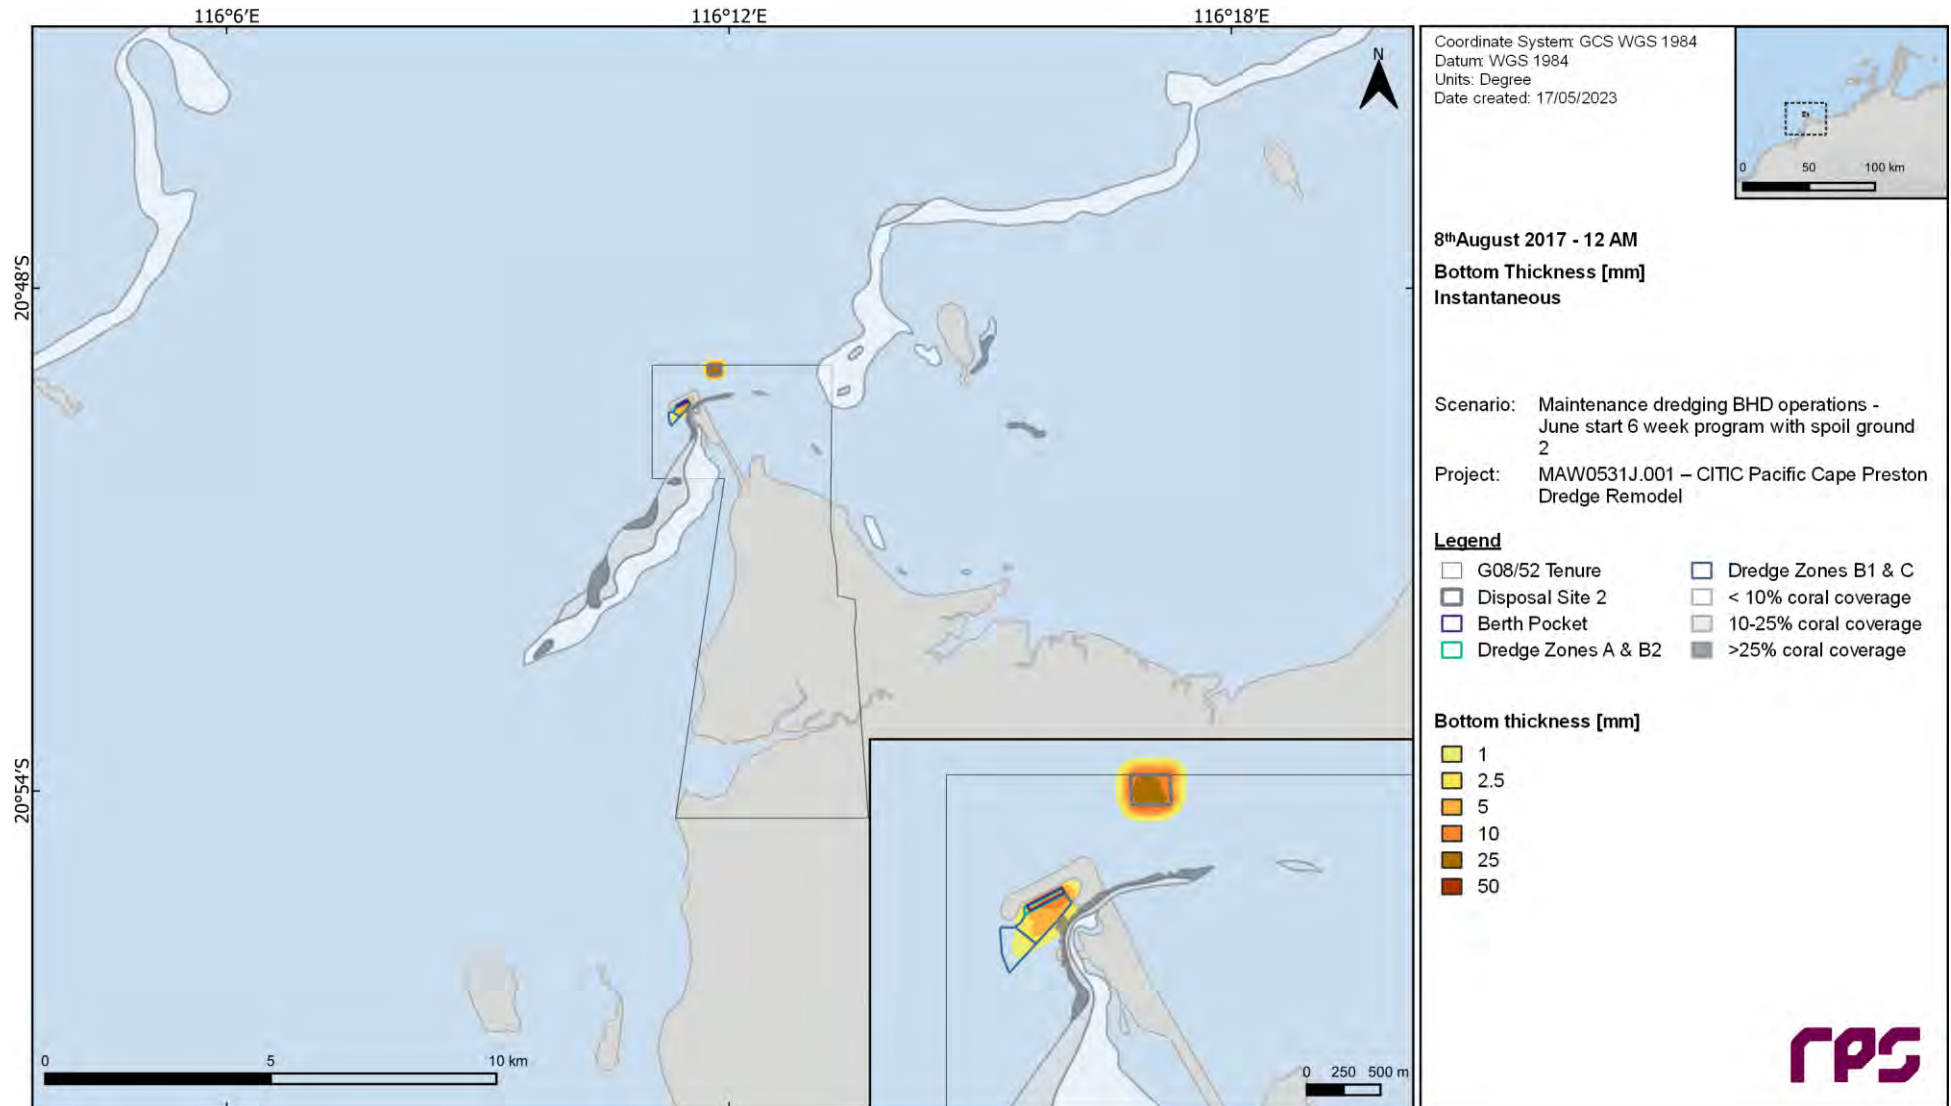 116°6'E
116°12'E
116°18'E
20°48'S
20°54'S
N
0 5 10 km
0 250 500 m
Coordinate System: GCS WGS 1984
Datum: WGS 1984
Units: Degree
Date created: 17/05/2023
0 50 100 km
8thAugust 2017 - 12 AM
Bottom Thickness [mm]
Instantaneous
Scenario: Maintenance dredging BHD operations -
June start 6 week program with spoil ground
2
Project: MAW0531J.001 – CITIC Pacific Cape Preston
Dredge Remodel
Legend
G08/52 Tenure
Disposal Site 2
Berth Pocket
Dredge Zones A & B2
Dredge Zones B1 & C
< 10% coral coverage
10-25% coral coverage
>25% coral coverage
Bottom thickness [mm]
1
2.5
5
10
25
50
rps